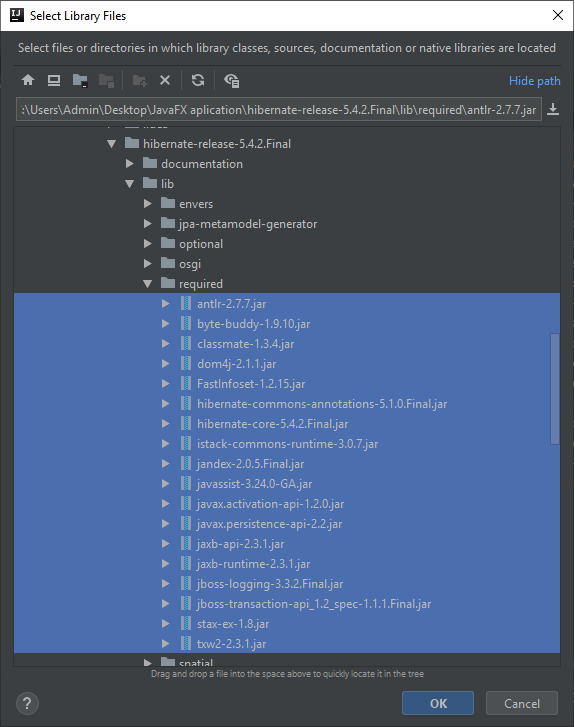 Select Library Files
Select files or directories in which library classes, sources, documentation or native libraries are located
Hide path
:\Users\Admin\Desktop\JavaFX aplication\hibernate-release-5.4.2.Final\lib\required\antlr-2.7.7.jar
hibernate-release-5.4.2.Final
documentation
lib
envers
jpa-metamodel-generator
optional
osgi
required
antlr-2.7.7.jar
byte-buddy-1.9.10.jar
classmate-1.3.4.jar
dom4j-2.1.1.jar
FastInfoset-1.2.15.jar
hibernate-commons-annotations-5.1.0.Final.jar
hibernate-core-5.4.2.Final.jar
istack-commons-runtime-3.0.7.jar
jandex-2.0.5.Final.jar
javassist-3.24.0-GA.jar
javax.activation-api-1.2.0.jar
javax.persistence-api-2.2.jar
jaxb-api-2.3.1.jar
jaxb-runtime-2.3.1.jar
jboss-logging-3.3.2.Final.jar
jboss-transaction-api_1.2_spec-1.1.1.Final.jar
stax-ex-1.8.jar
txw2-2.3.1.jar
spatial
Drag and drop a file into the space above to quickly locate it in the tree
?
OK
Cancel